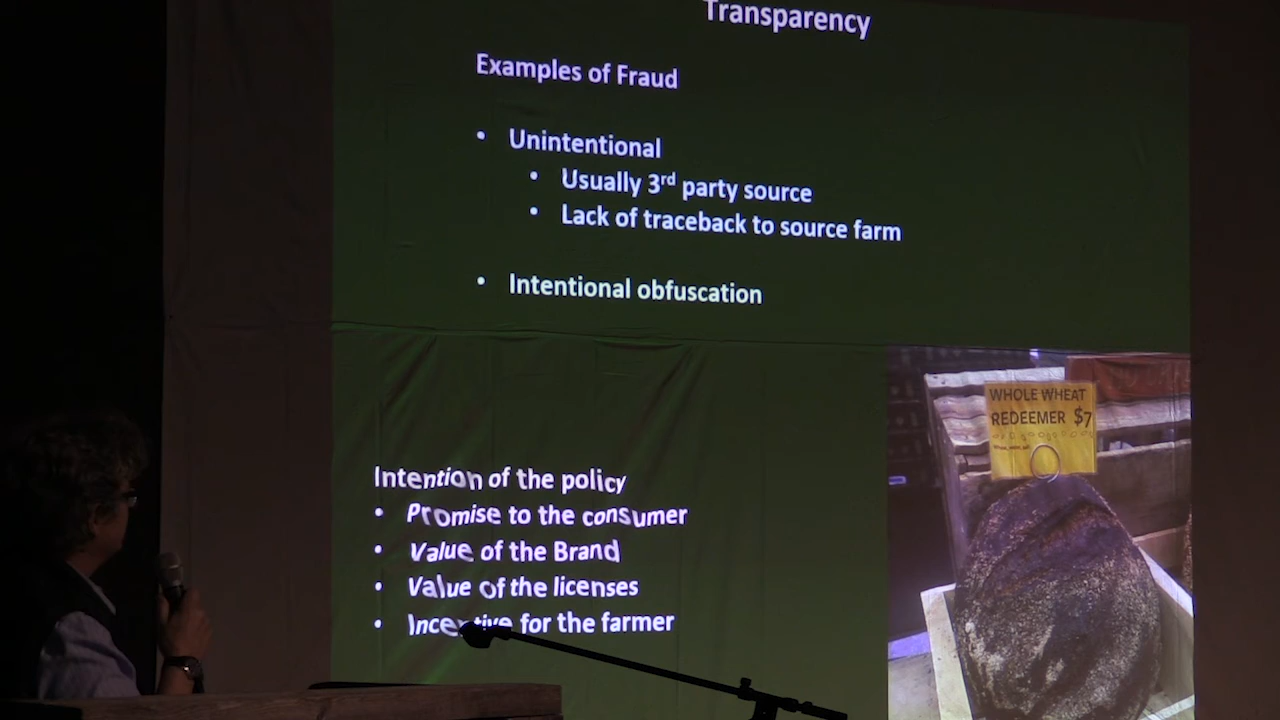 Transparency
Examples of Fraud
• Unintentional
• Usually 3rd party source
• Lack of traceback to source farm
• Intentional obfuscation
Intention of the policy
• Promise to the consumer
• Value of the Brand
• Value of the licenses
• Incentive for the farmer
WHOLE WHEAT
REDEEMER $7